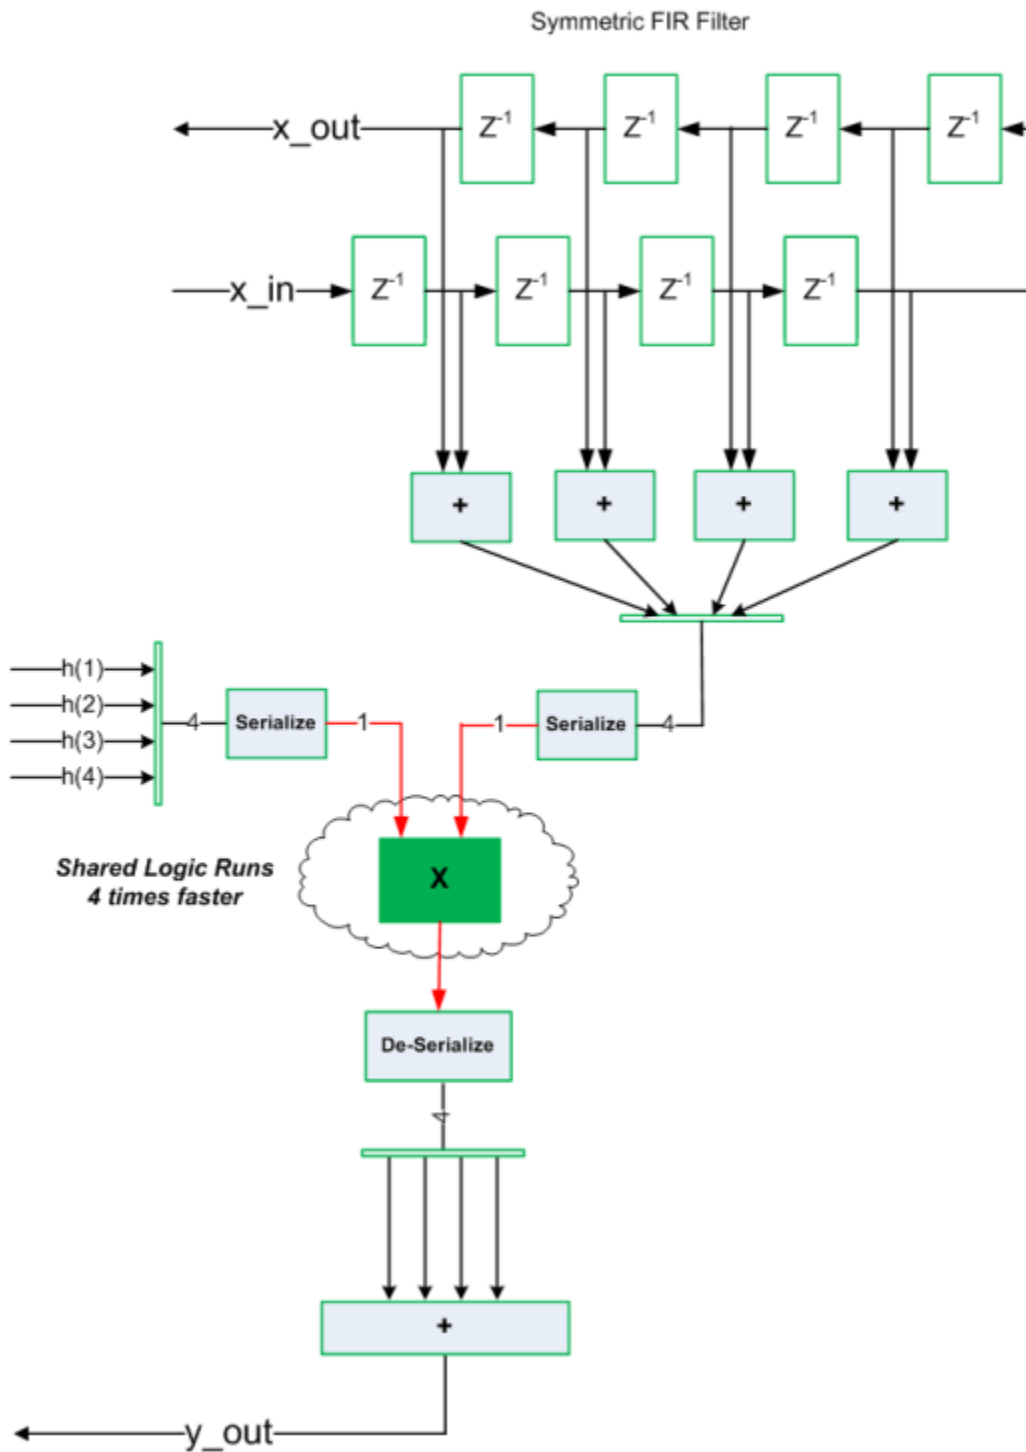 Symmetric FIR Filter
x_out Z⁻¹ Z⁻¹ Z⁻¹ Z⁻¹
x_in Z⁻¹ Z⁻¹ Z⁻¹ Z⁻¹
+ + + +
h(1)
h(2)
h(3)
h(4)
4 Serialize 1 1 Serialize 4
Shared Logic Runs
4 times faster
X
De-Serialize
4
+
y_out